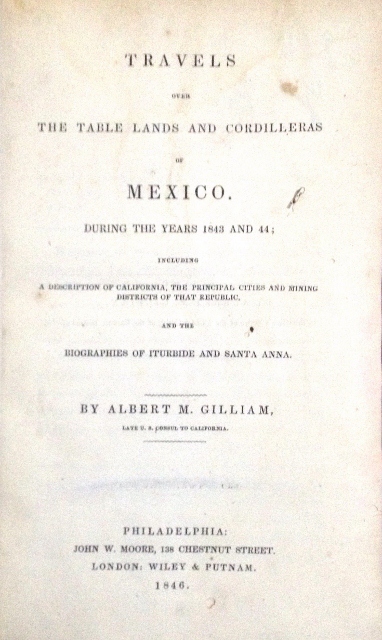 TRAVELS
OVER
THE TABLE LANDS AND CORDILLERAS
OF
MEXICO.
DURING THE YEARS 1843 AND 44;
INCLUDING
A DESCRIPTION OF CALIFORNIA, THE PRINCIPAL CITIES AND MINING
DISTRICTS OF THAT REPUBLIC,
AND THE
BIOGRAPHIES OF ITURBIDE AND SANTA ANNA.
BY ALBERT M. GILLIAM,
LATE U. S. CONSUL TO CALIFORNIA.
PHILADELPHIA:
JOHN W. MOORE, 138 CHESTNUT STREET.
LONDON: WILEY & PUTNAM.
1846.